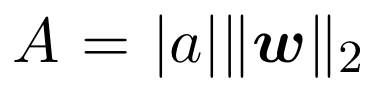 A = |a|‖𝒘‖₂